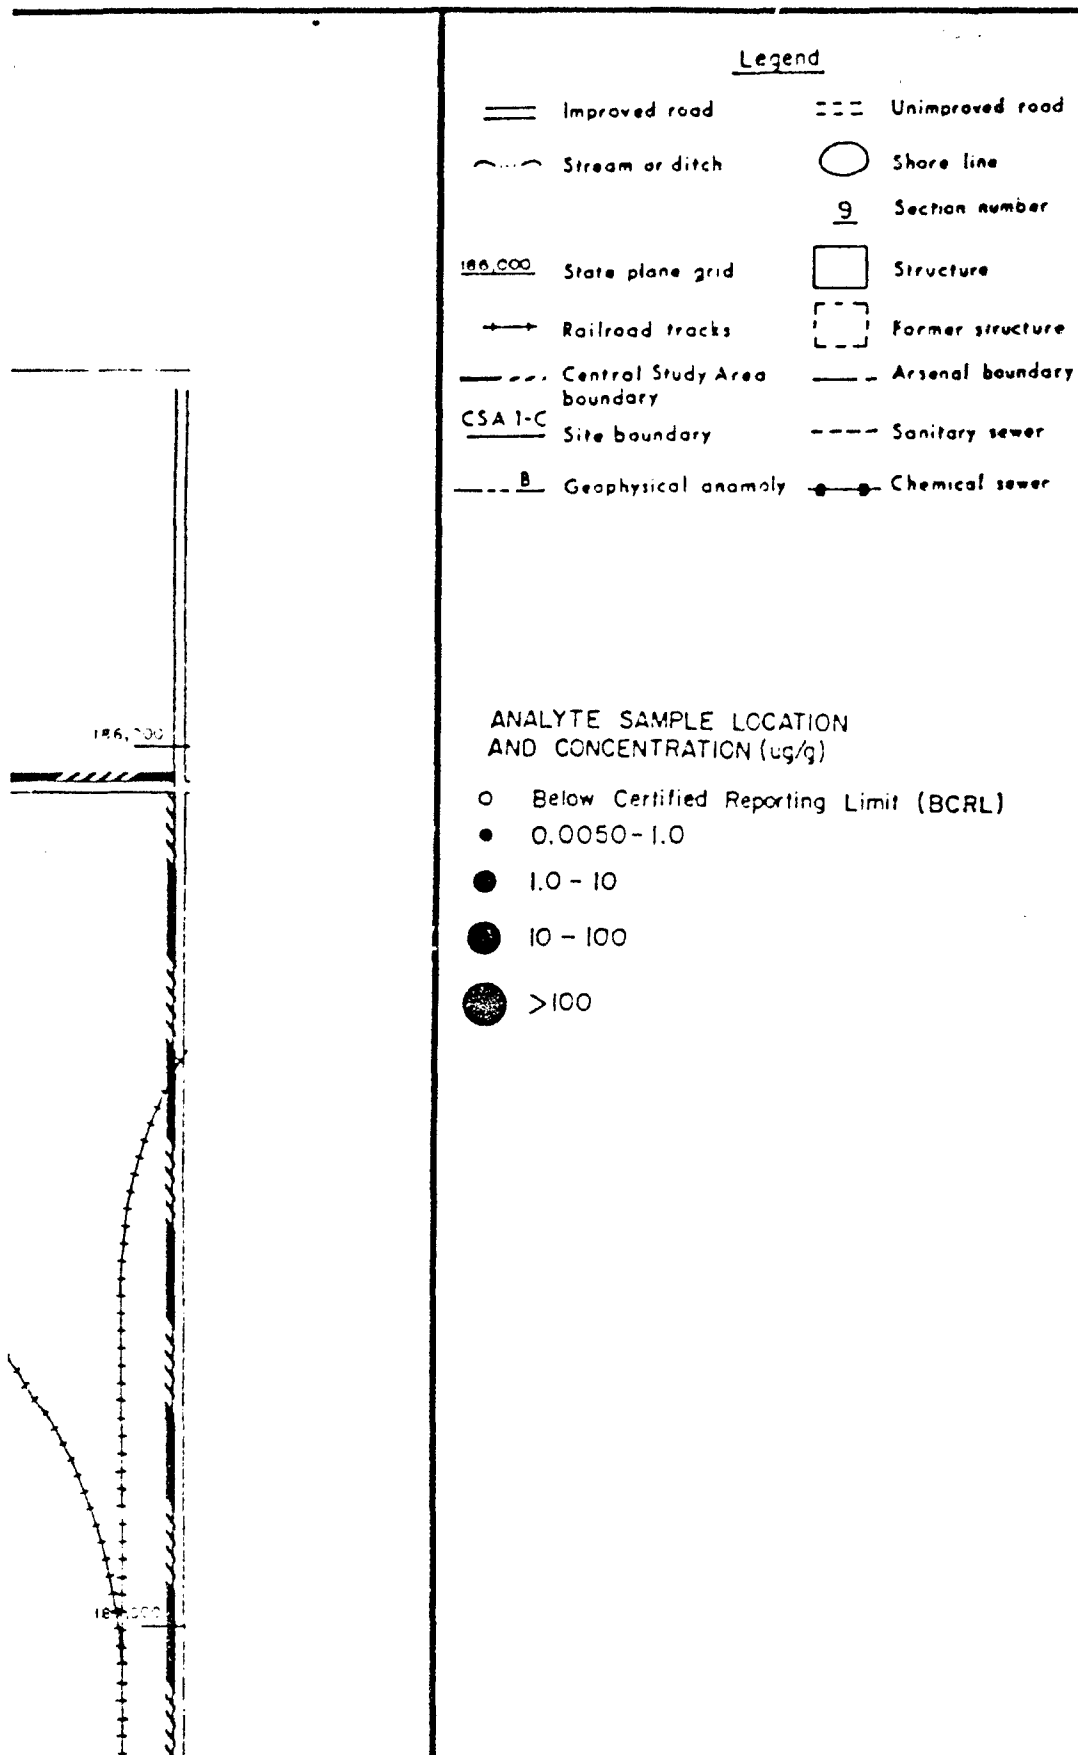 Legend
Improved road
Unimproved road
Stream or ditch
Shore line
9 Section number
186,000 State plane grid
Structure
Railroad tracks
Former structure
Central Study Area
boundary
Arsenal boundary
CSA 1-C
Site boundary
Sanitary sewer
B Geophysical anamoly
Chemical sewer
ANALYTE SAMPLE LOCATION
AND CONCENTRATION (ug/g)
Below Certified Reporting Limit (BCRL)
0.0050-1.0
1.0 - 10
10 - 100
>100